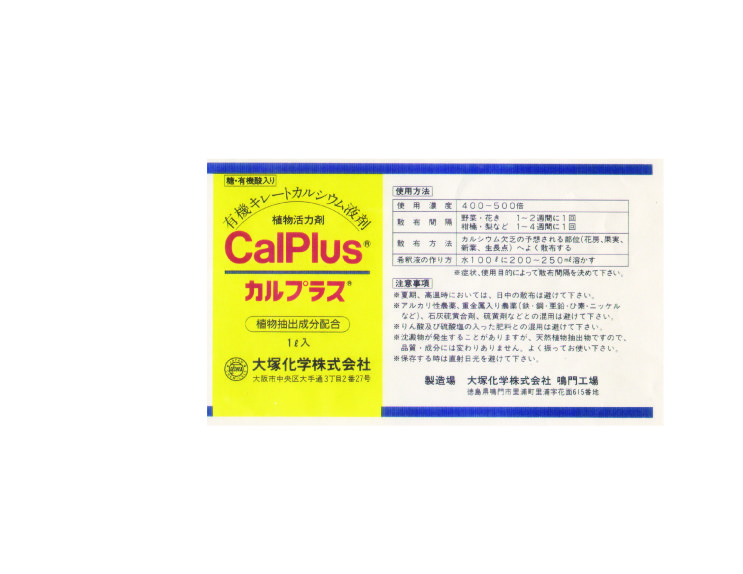 糖・有機酸入り
有機キレートカルシウム液剤
植物活力剤
CalPlus®
カルプラス®
植物抽出成分配合
1ℓ入
大塚化学株式会社
大阪市中央区大手通3丁目2番27号
使用方法
使用濃度 400～500倍
散布間隔 野菜・花き 1～2週間に1回
柑橘・梨など 1～4週間に1回
散布方法 カルシウム欠乏の予想される部位(花房、果実、
新葉、生長点)へよく散布する
希釈液の作り方 水100ℓに200～250mℓ溶かす
※症状、使用目的によって散布間隔を決めて下さい。
注意事項
※夏期、高温時においては、日中の散布は避けて下さい。
※アルカリ性農薬、重金属入り農薬(鉄・銅・亜鉛・ひ素・ニッケル
など)、石灰硫黄合剤、硫黄剤などとの混用は避けて下さい。
※りん酸及び硫酸塩の入った肥料との混用は避けて下さい。
※沈澱物が発生することがありますが、天然植物抽出物ですので、
品質・成分には変わりありません。よく振ってお使い下さい。
※保存する時は直射日光を避けて下さい。
製造場 大塚化学株式会社 鳴門工場
徳島県鳴門市里浦町里浦字花面615番地